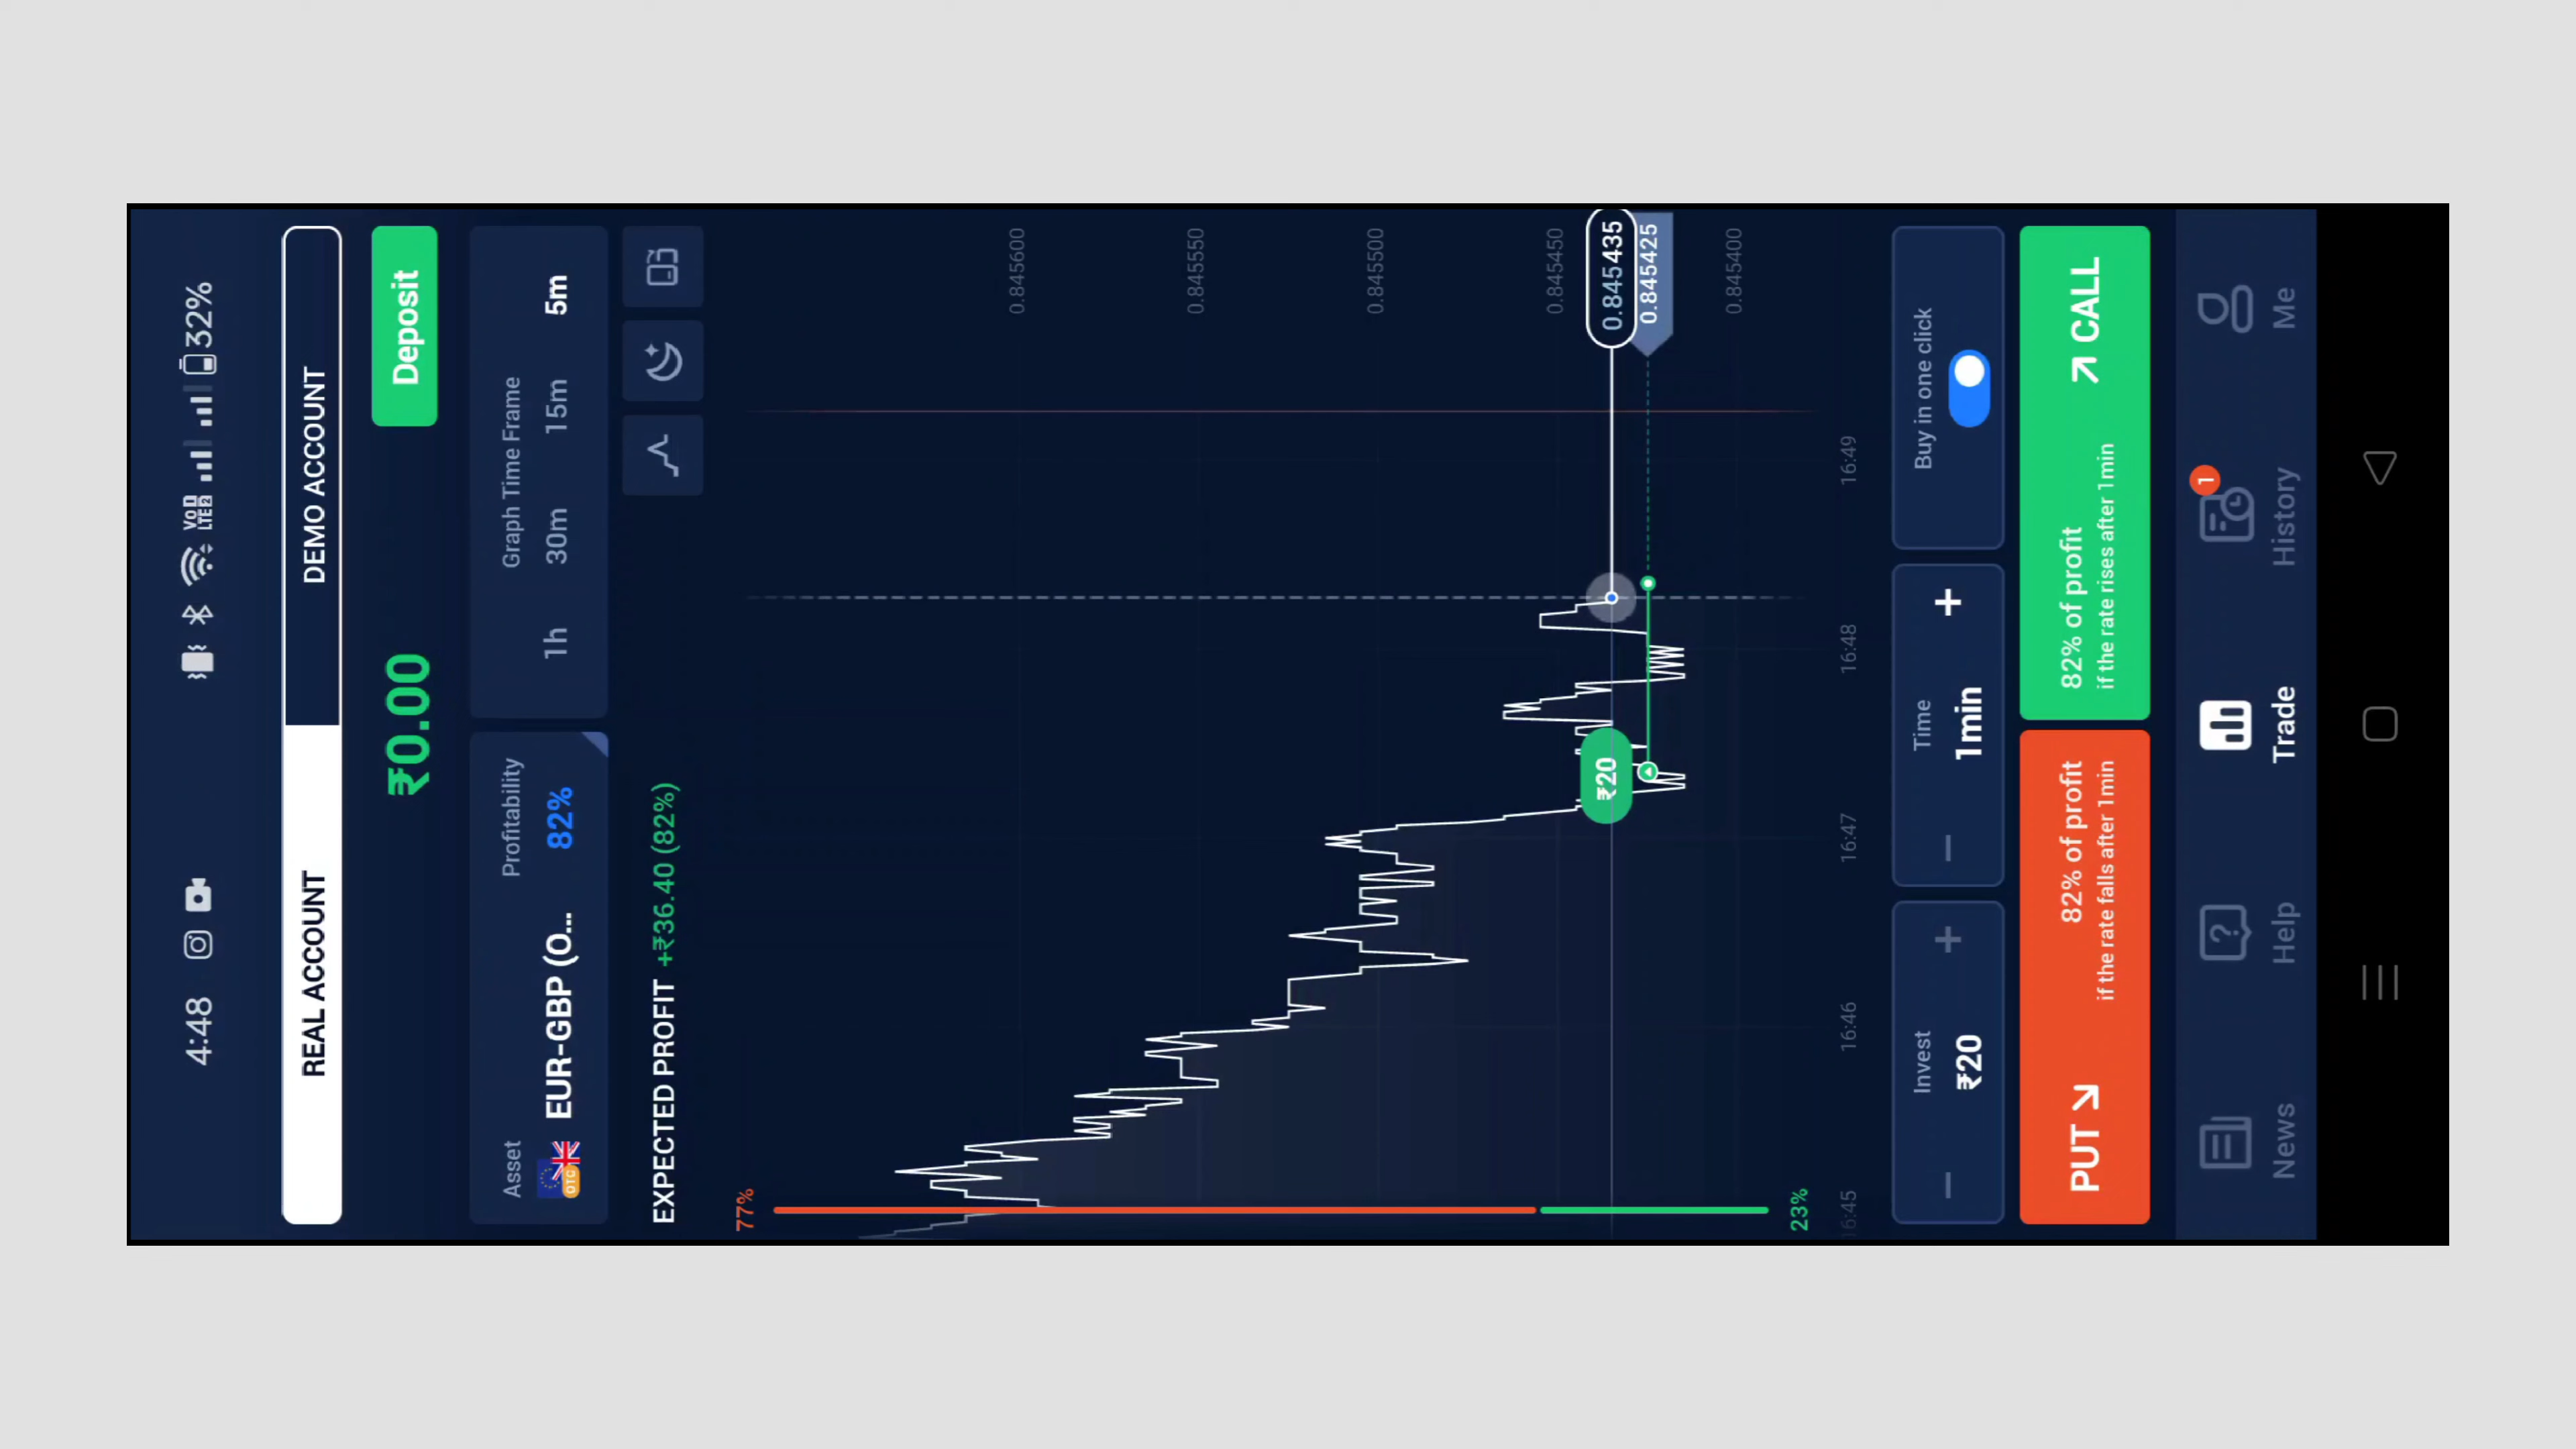 4:48 VoD LTE2 32%
REAL ACCOUNT DEMO ACCOUNT
₹0.00 Deposit
Asset Profitability Graph Time Frame
OTC EUR-GBP (O... 82% 1h 30m 15m 5m
EXPECTED PROFIT +₹36.40 (82%)
77%
0.845600
0.845550
0.845500
0.845450
₹20 0.845435
0.845425
0.845400
23%
16:45 16:46 16:47 16:48 16:49
Invest Time Buy in one click
− ₹20 + − 1min +
PUT 82% of profit 82% of profit CALL
if the rate falls after 1min if the rate rises after 1min
1
News Help Trade History Me